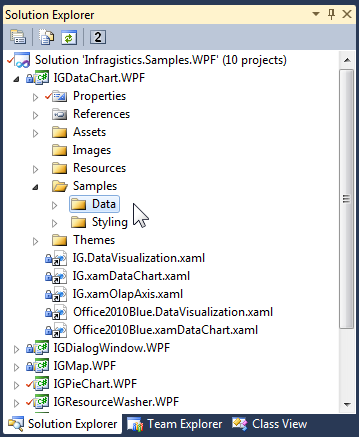 Solution Explorer
2
Solution 'Infragistics.Samples.WPF' (10 projects)
IGDataChart.WPF
Properties
References
Assets
Images
Resources
Samples
Data
Styling
Themes
IG.DataVisualization.xaml
IG.xamDataChart.xaml
IG.xamOlapAxis.xaml
Office2010Blue.DataVisualization.xaml
Office2010Blue.xamDataChart.xaml
IGDialogWindow.WPF
IGMap.WPF
IGPieChart.WPF
IGResourceWasher.WPF
Solution Explorer Team Explorer Class View